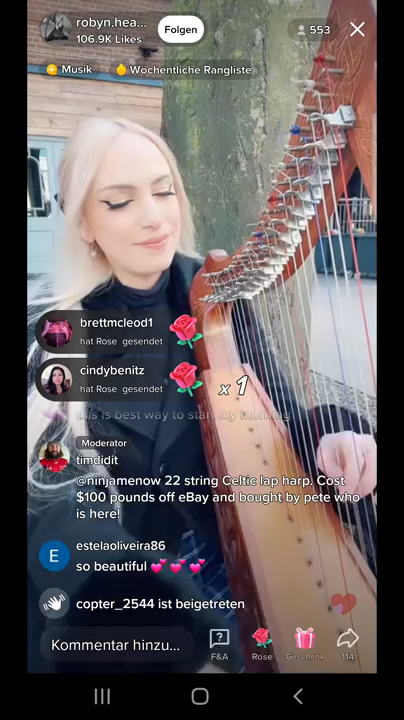 robyn.hea...
106.9K Likes
Folgen
553
Musik
Wöchentliche Rangliste
brettmcleod1
hat Rose gesendet
cindybenitz
hat Rose gesendet
x 1
this is best way to start my morning
Moderator
timdidit
@ninjamenow 22 string Celtic lap harp. Cost
$100 pounds off eBay and bought by pete who
is here!
E
estelaoliveira86
so beautiful 💕💕💕
copter_2544 ist beigetreten
Kommentar hinzu...
F&A
Rose
Geschenk
114